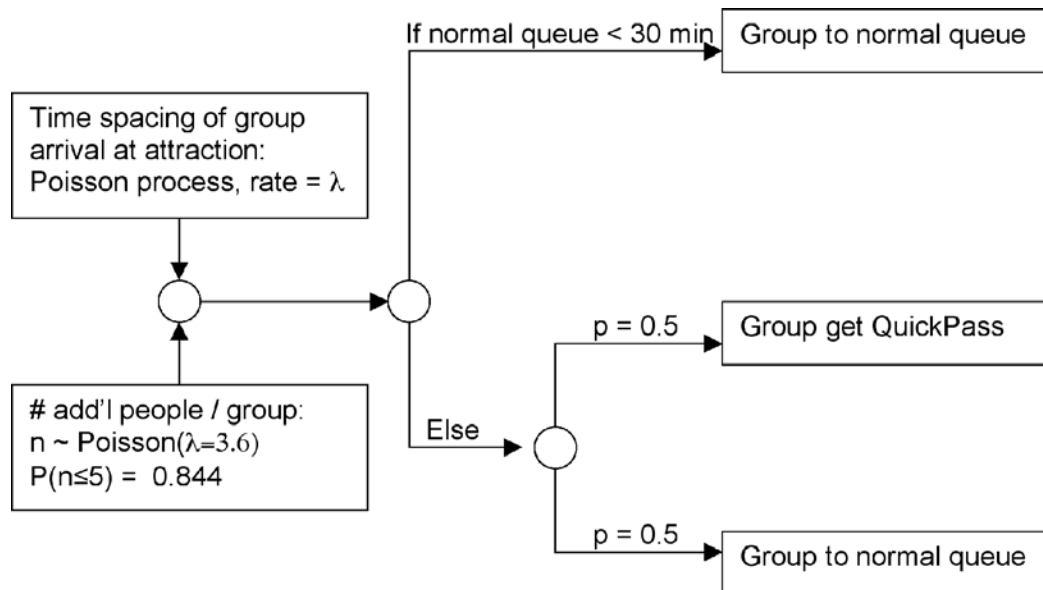 If normal queue < 30 min
Group to normal queue
Time spacing of group
arrival at attraction:
Poisson process, rate = λ
p = 0.5
Group get QuickPass
# add'l people / group:
n ~ Poisson(λ=3.6)
P(n≤5) = 0.844
Else
p = 0.5
Group to normal queue